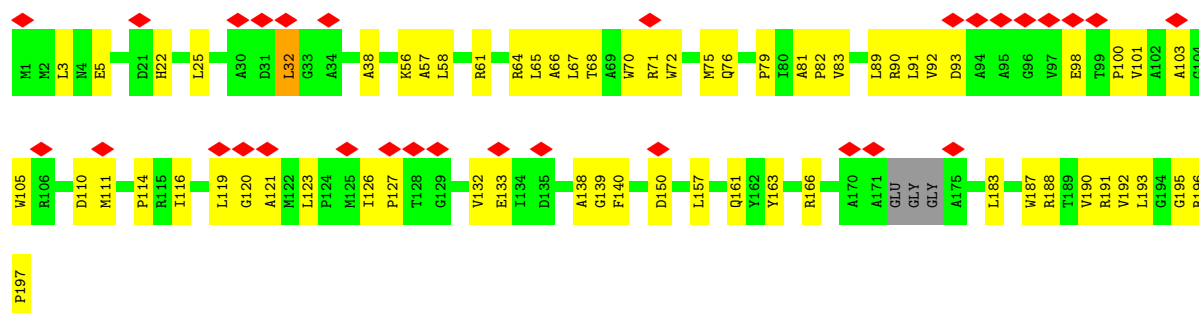 M1 M2 L3 N4 E5 D21 H22 L25 A30 D31 L32 G33 A34 A38 K56 A57 L58 R61 R64 L65 A66 L67 T68 A69 W70 R71 W72 M75 Q76 P79 I80 A81 P82 V83 L89 R90 L91 V92 D93 A94 A95 G96 V97 E98 T99 P100 V101 A102 A103 G104
W105 R106 D110 M111 P114 R115 I116 L119 G120 A121 M122 L123 P124 M125 I126 P127 T128 G129 V132 E133 I134 D135 A138 G139 F140 D150 L157 Q161 Y162 Y163 R166 A170 A171 GLU GLY GLY A175 L183 W187 R188 T189 V190 R191 V192 L193 G194 G195 R196
P197